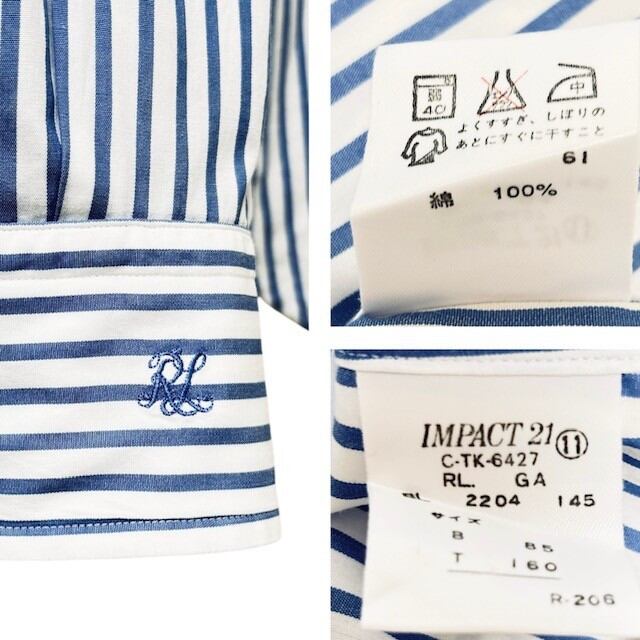 RL
40
中
よくすすぎ、しぼりの
あとにすぐに干すこと
61
綿 100%
IMPACT 21 ⑪
C-TK-6427
RL. GA
2204 145
サイズ
B 85
T 160
R-206